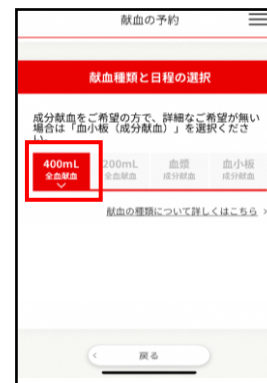 献血の予約
献血種類と日程の選択
成分献血をご希望の方で、詳細なご希望が無い
場合は「血小板（成分献血）」を選択くださ
い。
400mL 200mL 血漿 血小板
全血献血 全血献血 成分献血 成分献血
献血の種類について詳しくはこちら >
< 戻る